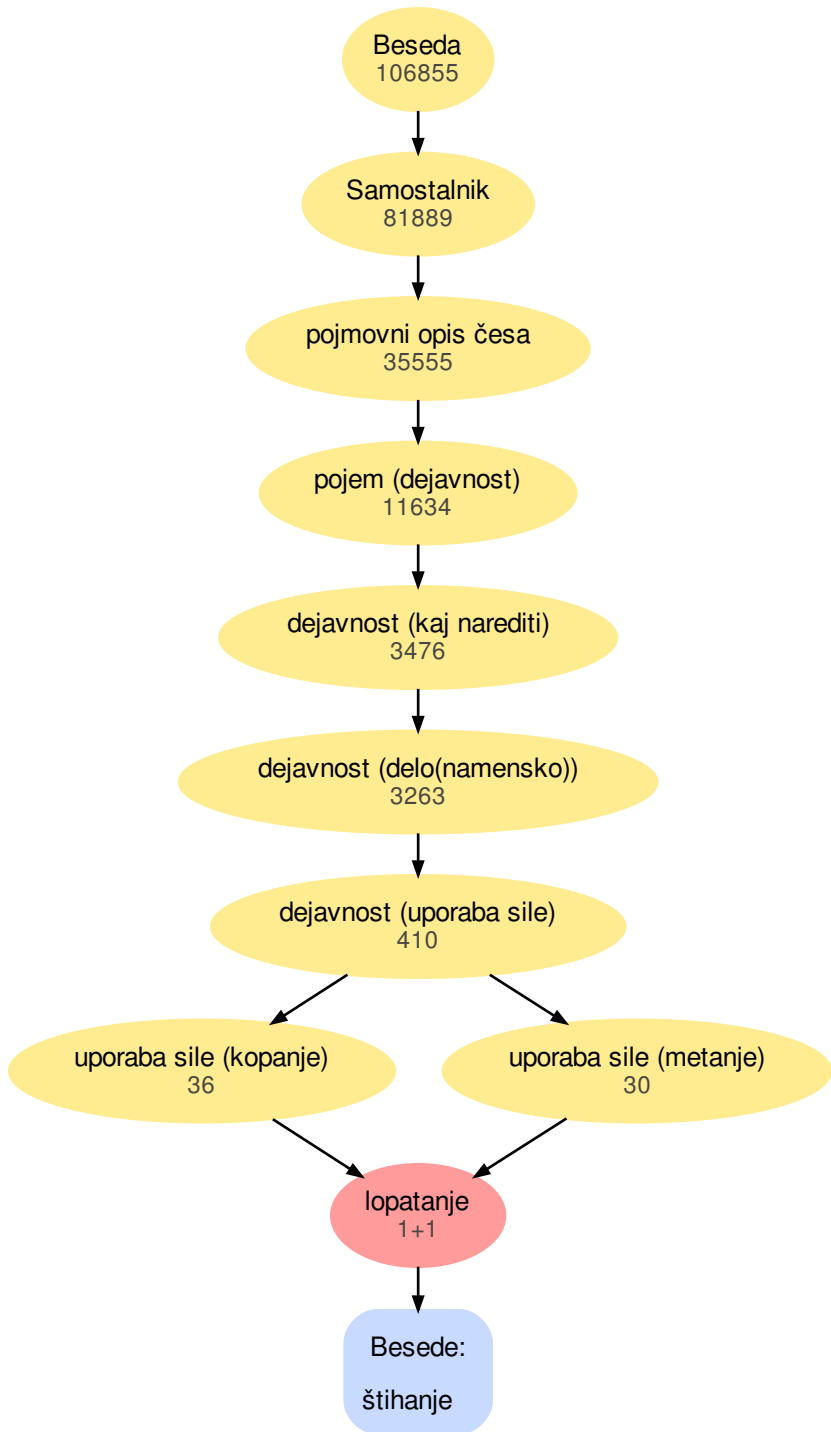 Beseda
106855
Samostalnik
81889
pojmovni opis česa
35555
pojem (dejavnost)
11634
dejavnost (kaj narediti)
3476
dejavnost (delo(namensko))
3263
dejavnost (uporaba sile)
410
uporaba sile (kopanje)
36
uporaba sile (metanje)
30
lopatanje
1+1
Besede:
štihanje